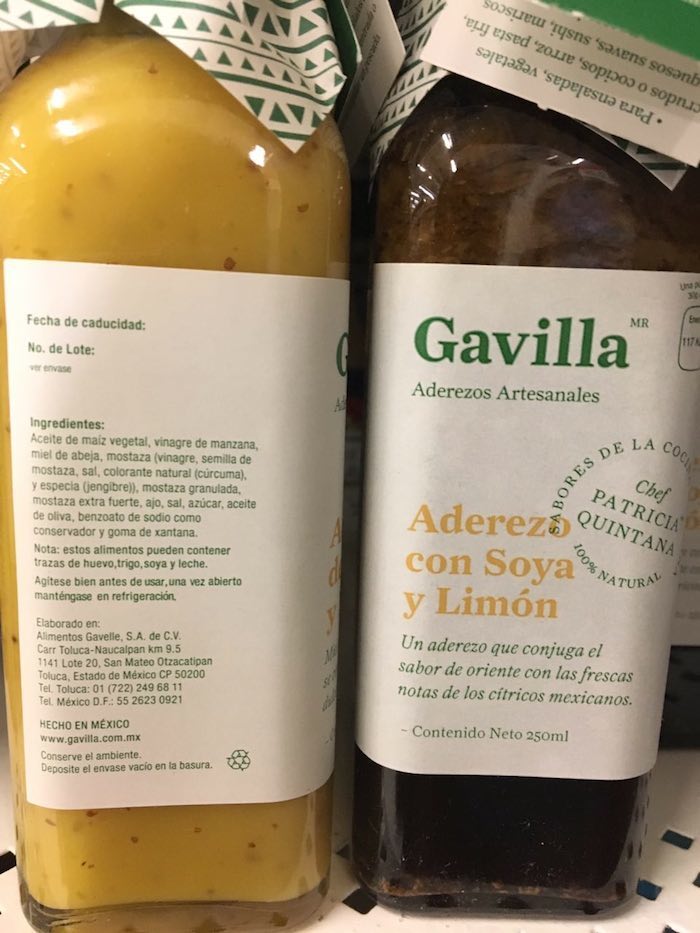 • Para ensaladas, vegetales
crudos o cocidos, arroz, pasta fría,
quesos suaves, sushi, mariscos
Fecha de caducidad:
No. de Lote:
ver envase
Ingredientes:
Aceite de maíz vegetal, vinagre de manzana,
miel de abeja, mostaza (vinagre, semilla de
mostaza, sal, colorante natural (cúrcuma),
y especia (jengibre)), mostaza granulada,
mostaza extra fuerte, ajo, sal, azúcar, aceite
de oliva, benzoato de sodio como
conservador y goma de xantana.
Nota: estos alimentos pueden contener
trazas de huevo,trigo,soya y leche.
Agítese bien antes de usar,una vez abierto
manténgase en refrigeración.
Elaborado en:
Alimentos Gavelle, S.A. de C.V.
Carr Toluca-Naucalpan km 9.5
1141 Lote 20, San Mateo Otzacatipan
Toluca, Estado de México CP 50200
Tel. Toluca: 01 (722) 249 68 11
Tel. México D.F.: 55 2623 0921
HECHO EN MÉXICO
www.gavilla.com.mx
Conserve el ambiente.
Deposite el envase vacío en la basura.
Gavilla MR
Aderezos Artesanales
SABORES DE LA COCI
Chef
PATRICIA
QUINTANA
100% NATURAL
Aderezo
con Soya
y Limón
Un aderezo que conjuga el
sabor de oriente con las frescas
notas de los cítricos mexicanos.
~ Contenido Neto 250ml